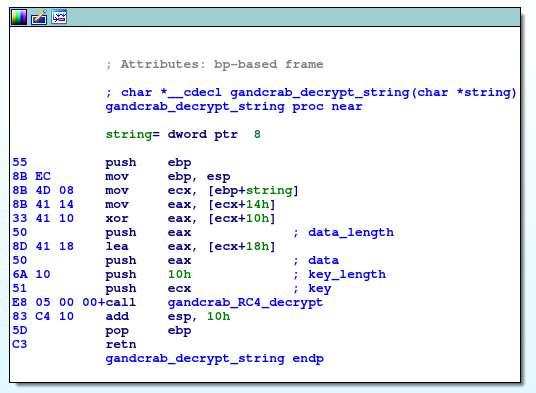 ; Attributes: bp-based frame
; char *__cdecl gandcrab_decrypt_string(char *string)
gandcrab_decrypt_string proc near
string= dword ptr  8
55 push ebp
8B EC mov ebp, esp
8B 4D 08 mov ecx, [ebp+string]
8B 41 14 mov eax, [ecx+14h]
33 41 10 xor eax, [ecx+10h]
50 push eax ; data_length
8D 41 18 lea eax, [ecx+18h]
50 push eax ; data
6A 10 push 10h ; key_length
51 push ecx ; key
E8 05 00 00+call gandcrab_RC4_decrypt
83 C4 10 add esp, 10h
5D pop ebp
C3 retn
gandcrab_decrypt_string endp